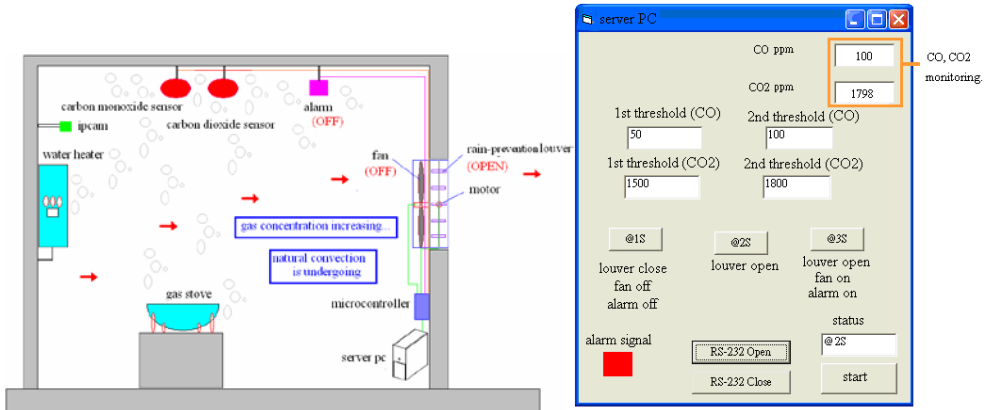 carbon monoxide sensor
carbon dioxide sensor
alarm
(OFF)
ipcam
water heater
fan
(OFF)
rain-prevention louver
(OPEN)
motor
gas concentration increasing...
natural convection
is undergoing
gas stove
microcontroller
server pc
server PC
CO ppm
100
CO2 ppm
1798
CO, CO2
monitoring.
1st threshold (CO)
2nd threshold (CO)
50
100
1st threshold (CO2)
2nd threshold (CO2)
1500
1800
@1S
@2S
@3S
louver close
fan off
alarm off
louver open
louver open
fan on
alarm on
status
@2S
alarm signal
RS-232 Open
RS-232 Close
start